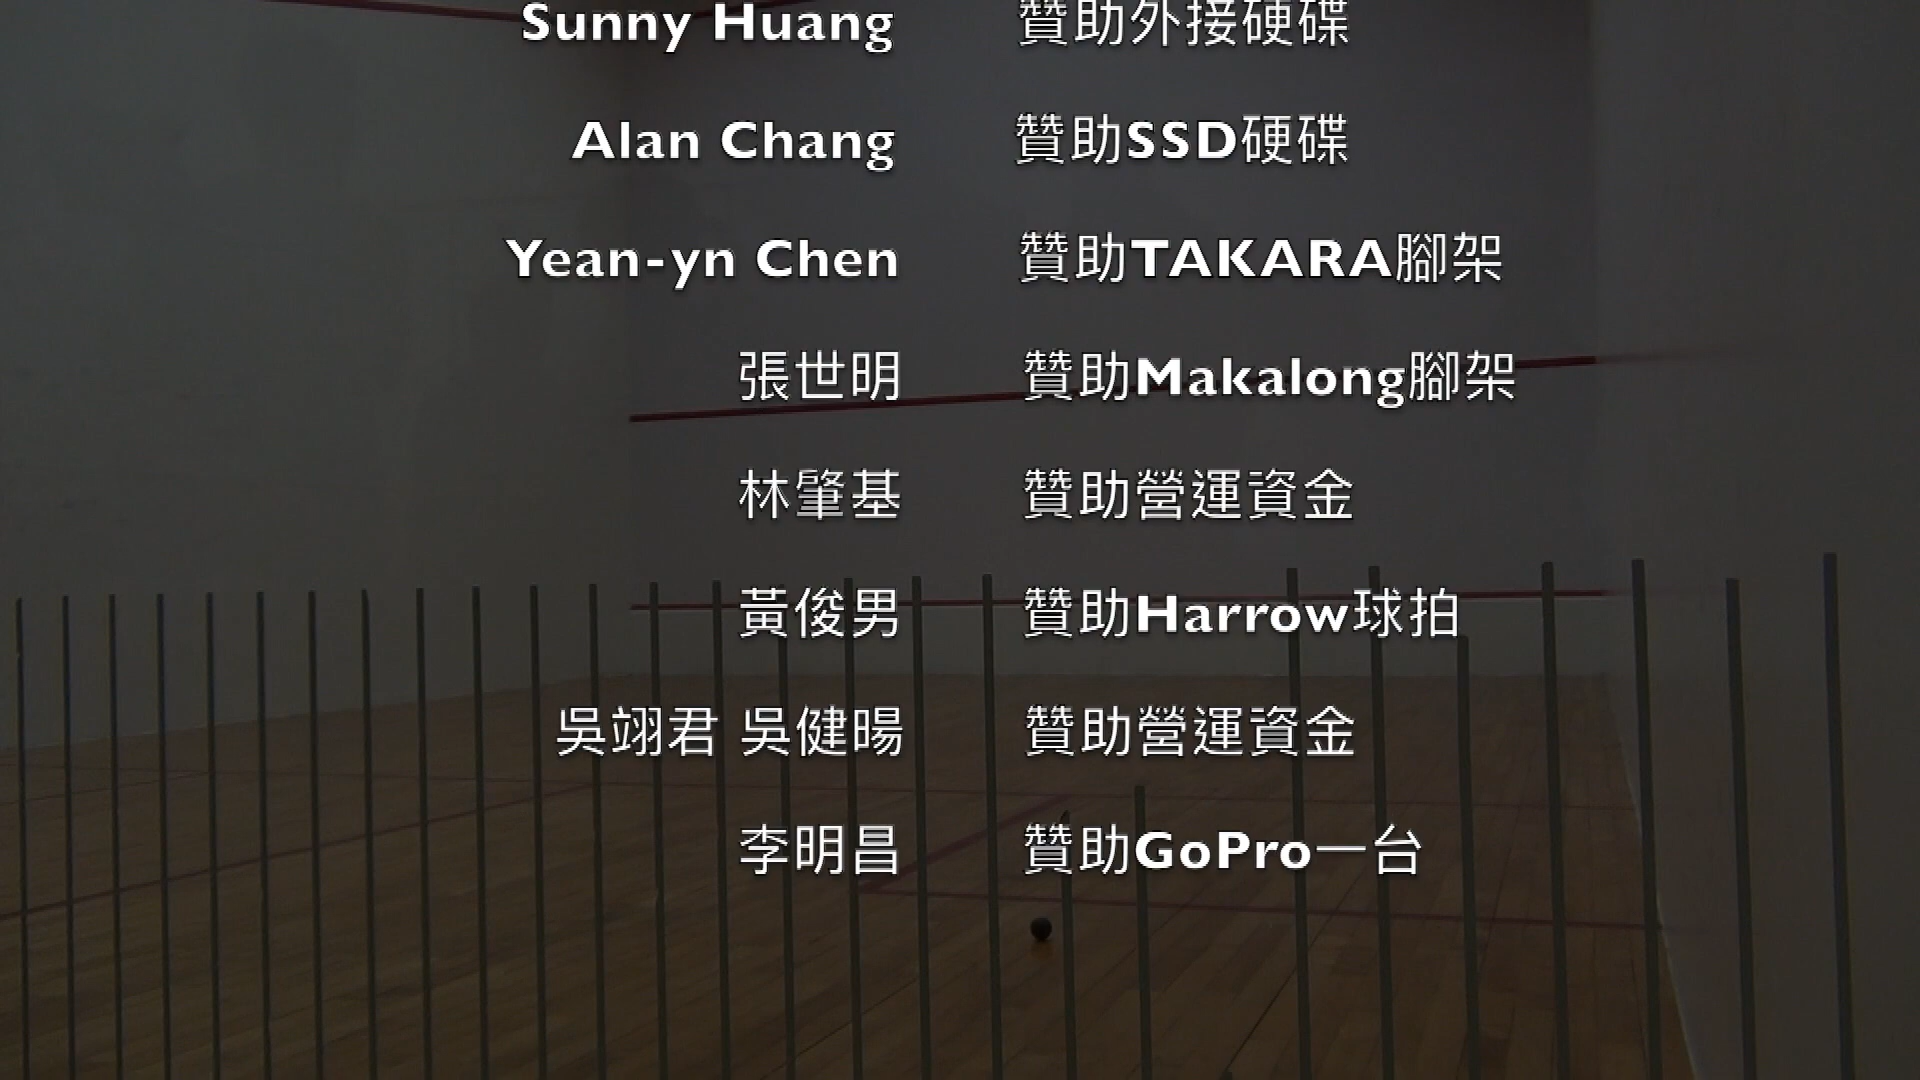 Sunny Huang 贊助外接硬碟
Alan Chang 贊助SSD硬碟
Yean-yn Chen 贊助TAKARA腳架
張世明 贊助Makalong腳架
林肇基 贊助營運資金
黃俊男 贊助Harrow球拍
吳翊君 吳健暘 贊助營運資金
李明昌 贊助GoPro一台